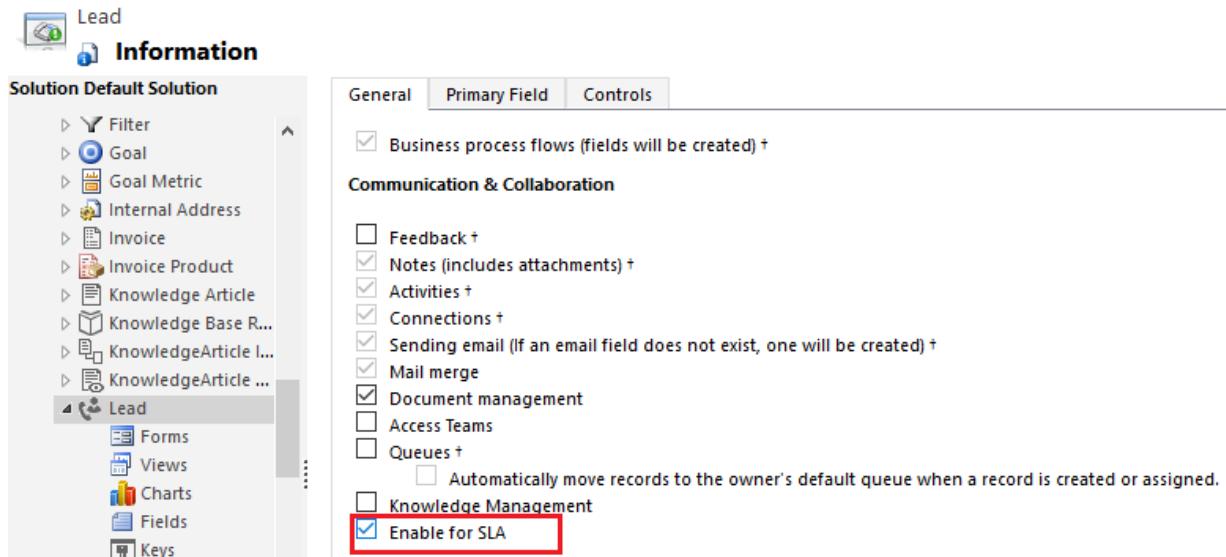 Lead
Information
Solution Default Solution
Filter
Goal
Goal Metric
Internal Address
Invoice
Invoice Product
Knowledge Article
Knowledge Base R...
KnowledgeArticle I...
KnowledgeArticle ...
Lead
Forms
Views
Charts
Fields
Keys
General Primary Field Controls
Business process flows (fields will be created) †
Communication & Collaboration
Feedback †
Notes (includes attachments) †
Activities †
Connections †
Sending email (If an email field does not exist, one will be created) †
Mail merge
Document management
Access Teams
Queues †
Automatically move records to the owner's default queue when a record is created or assigned.
Knowledge Management
Enable for SLA